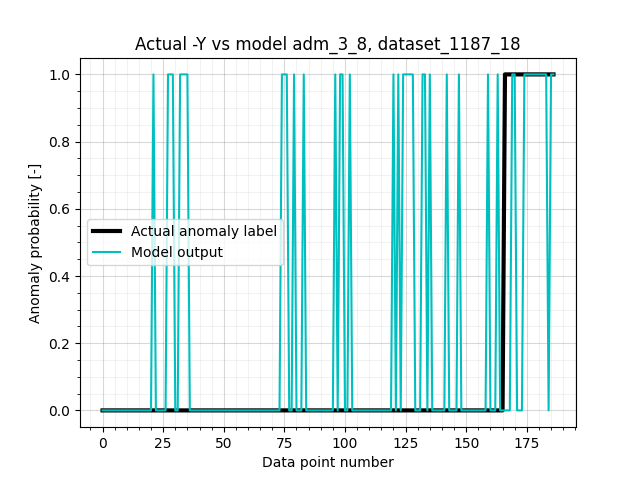 Actual -Y vs model adm_3_8, dataset_1187_18
Anomaly probability [-]
1.0
0.8
0.6
0.4
0.2
0.0
Actual anomaly label
Model output
0 25 50 75 100 125 150 175
Data point number